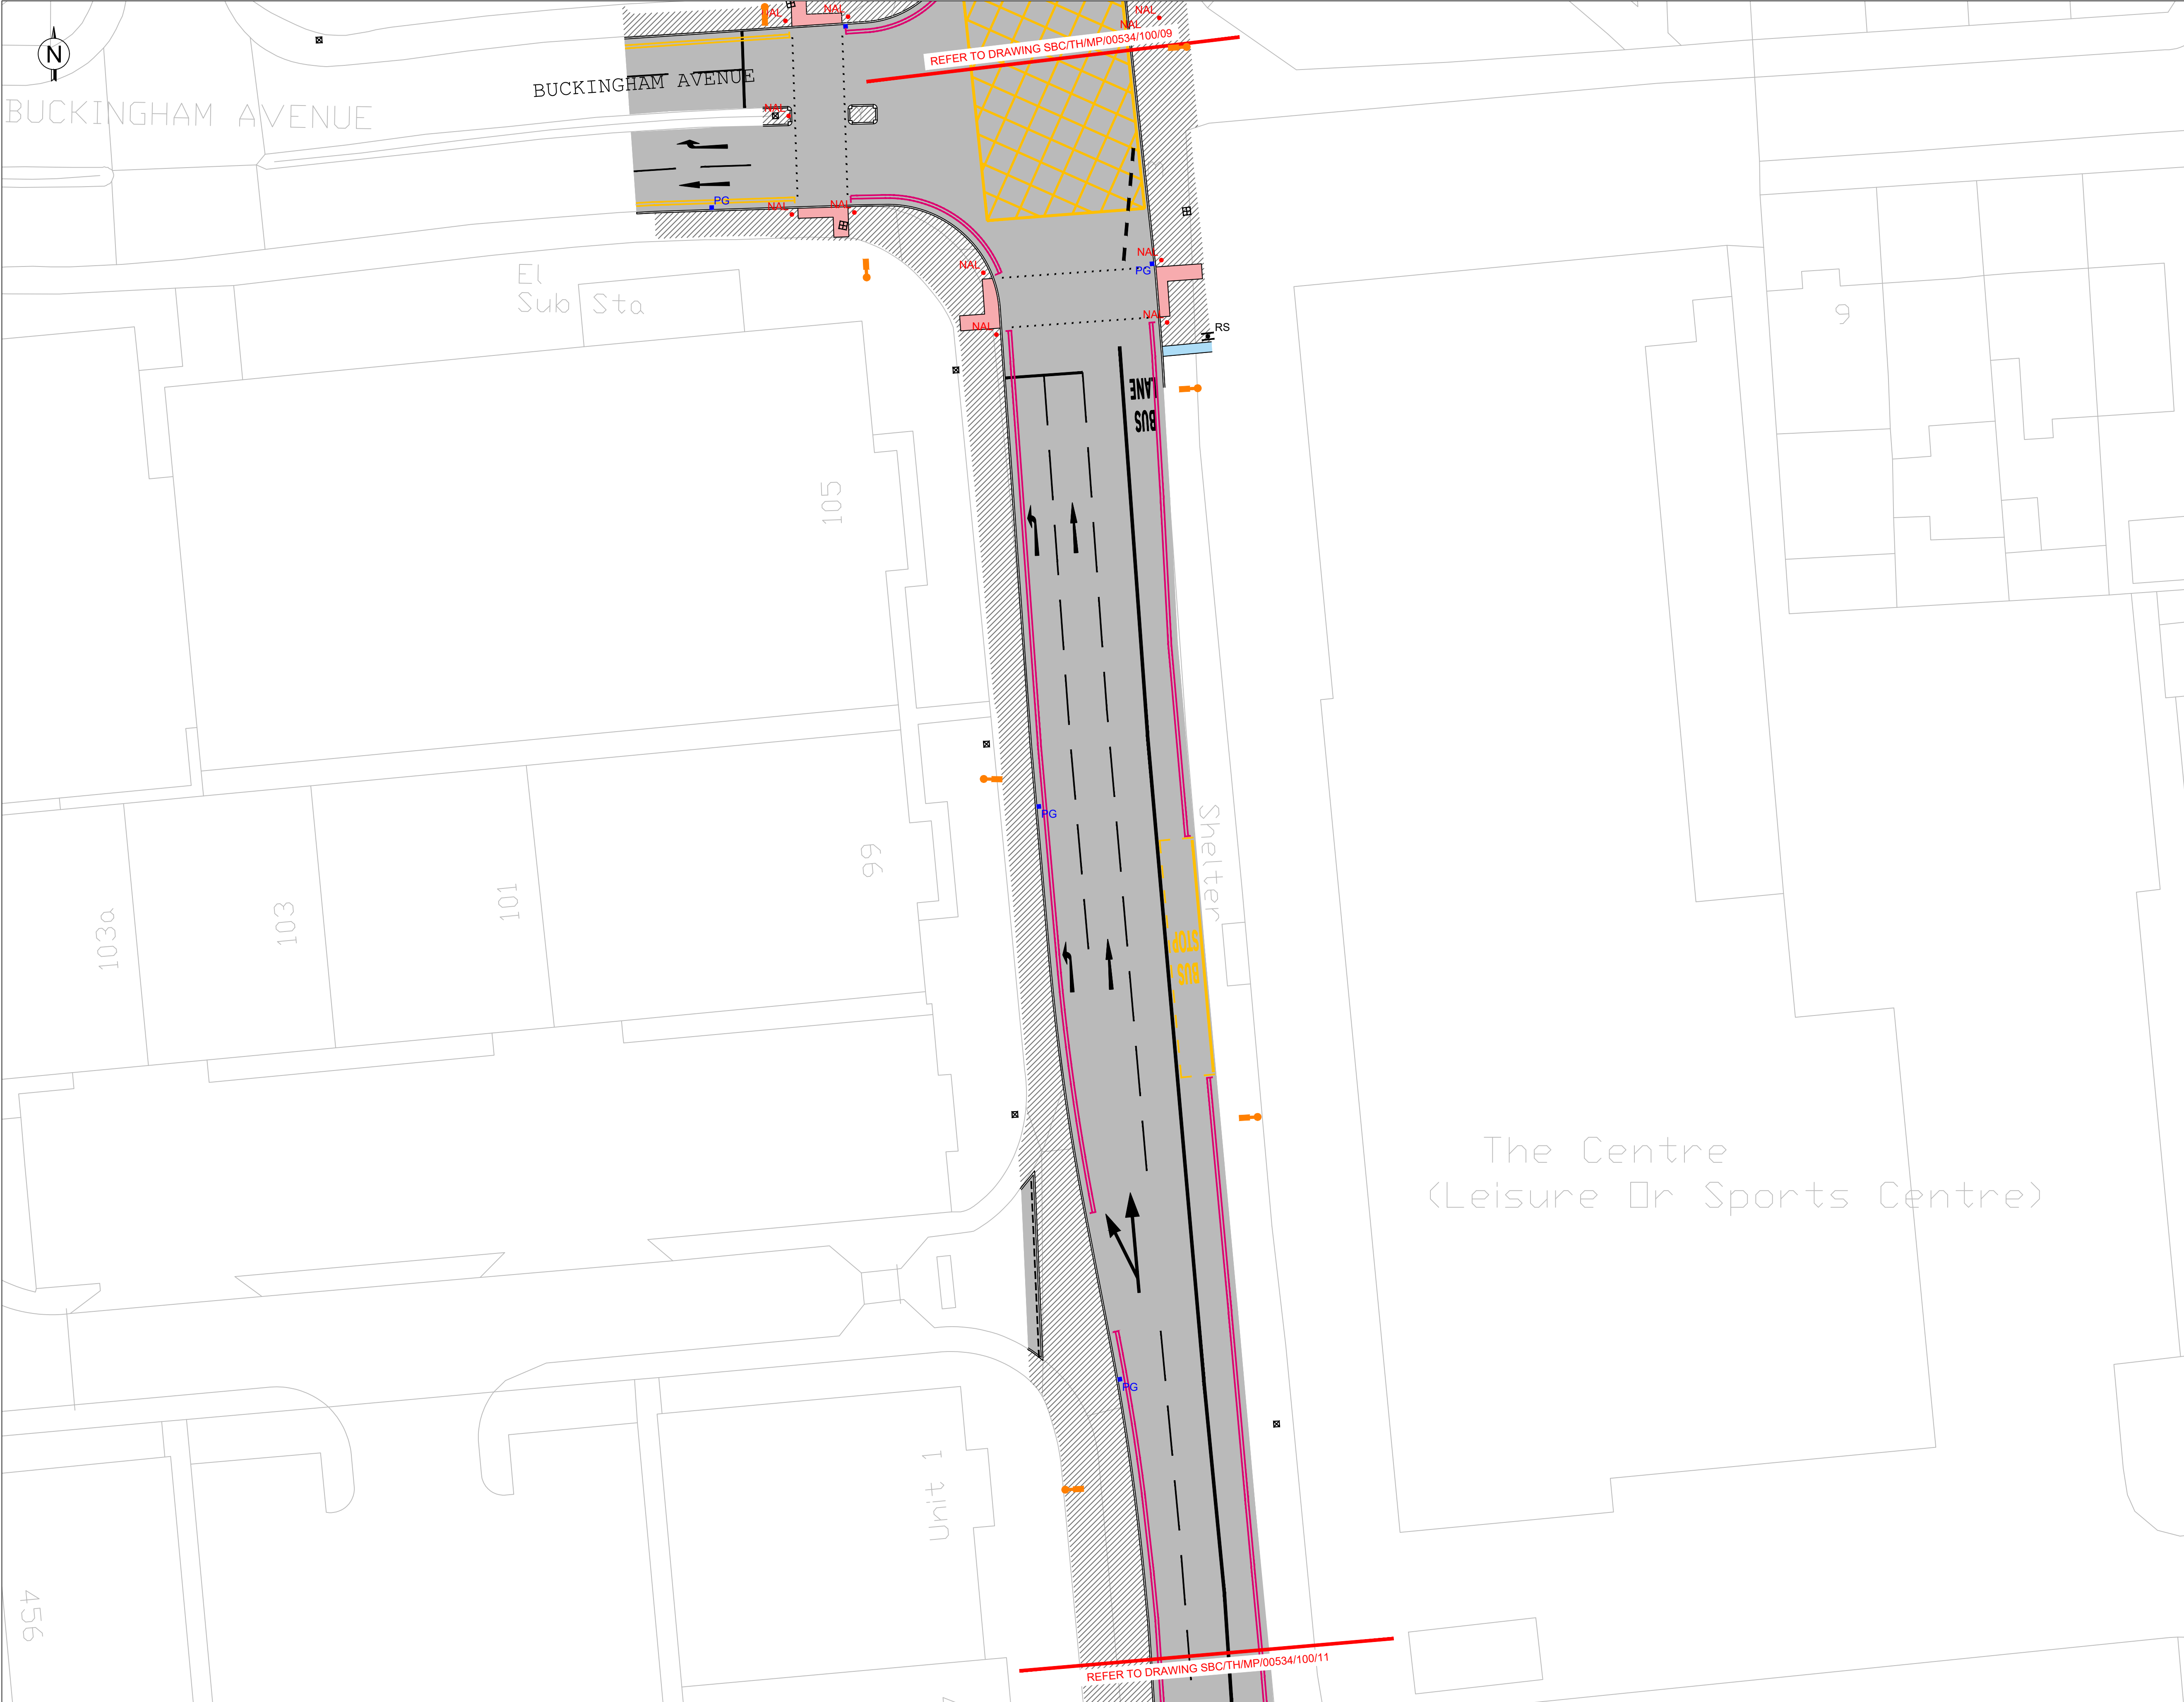 NAL
NAL
NAL
NAL
REFER TO DRAWING SBC/TH/MP/00534/100/09
N
BUCKINGHAM AVENUE
BUCKINGHAM AVENUE
NAL
PG
NAL
NAL
NAL
NAL
PG
El
Sub Sta
9
NAL
NAL
RS
LANE
BUS
105
PG
Shelter
99
101
103
103a
STOP
BUS
The Centre
(Leisure Or Sports Centre)
PG
Unit 1
456
REFER TO DRAWING SBC/TH/MP/00534/100/11